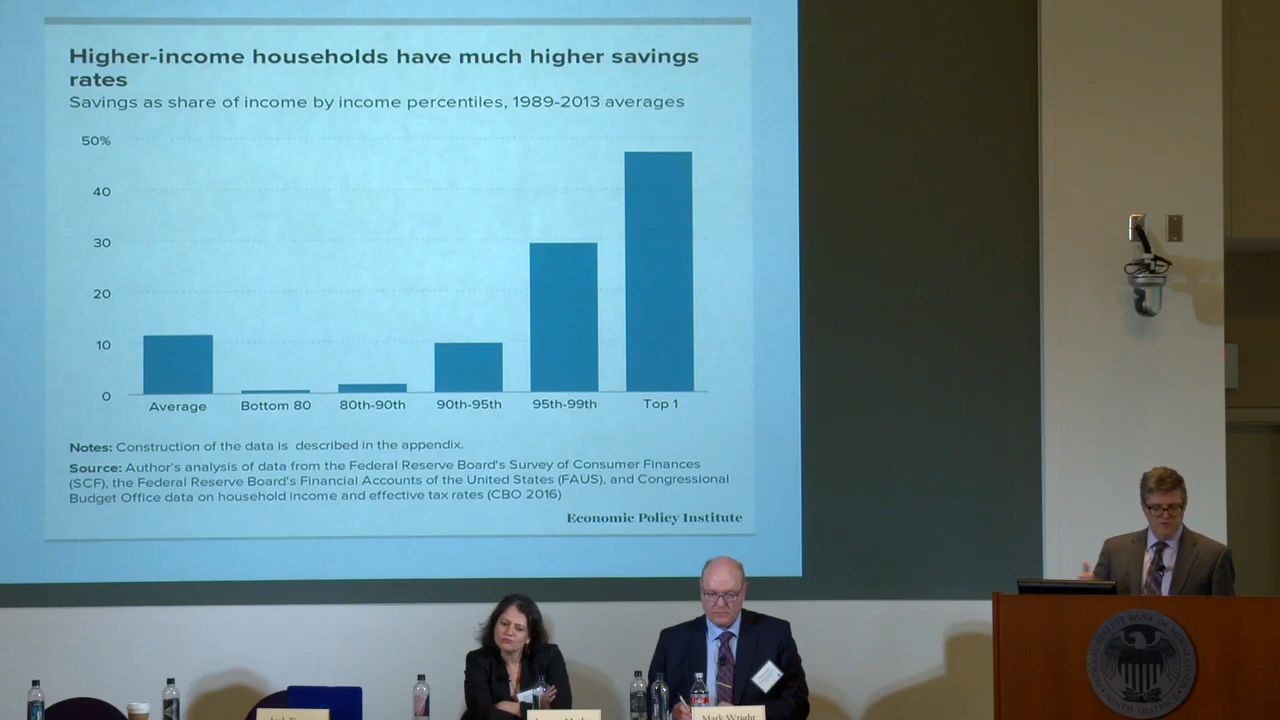 Higher-income households have much higher savings
rates
Savings as share of income by income percentiles, 1989-2013 averages
50%
40
30
20
10
0
Average
Bottom 80
80th-90th
90th-95th
95th-99th
Top 1
Notes: Construction of the data is described in the appendix.
Source: Author's analysis of data from the Federal Reserve Board's Survey of Consumer Finances
(SCF), the Federal Reserve Board's Financial Accounts of the United States (FAUS), and Congressional
Budget Office data on household income and effective tax rates (CBO 2016)
Economic Policy Institute
Mark Wright